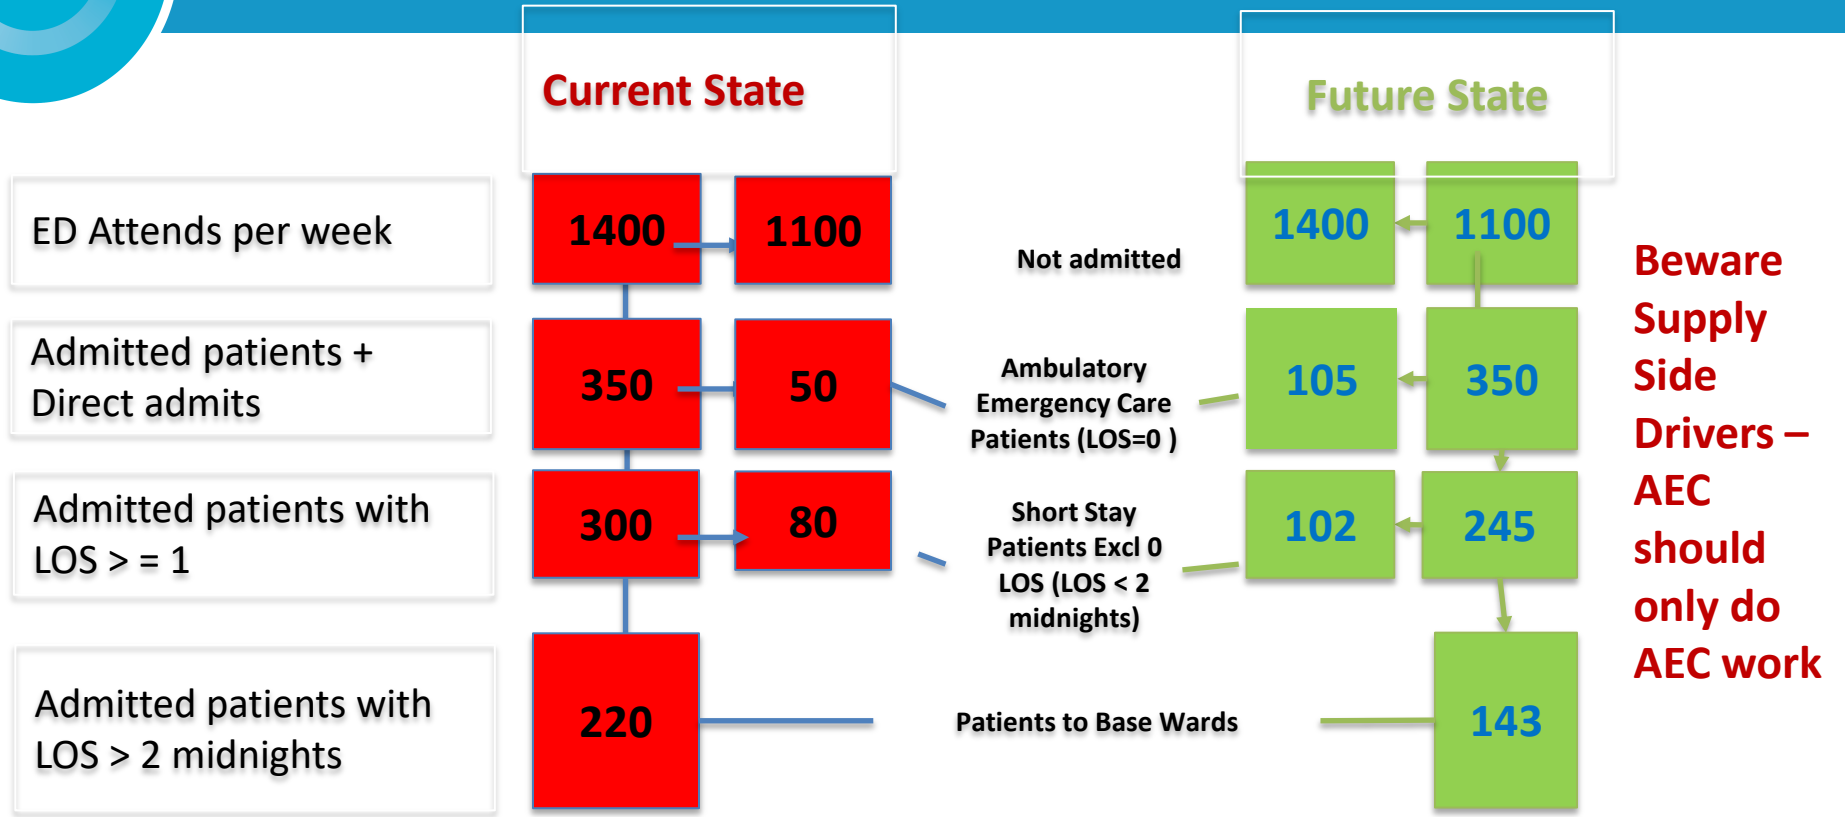 Current State
Future State
ED Attends per week
1400
1100
Not admitted
1400
1100
Admitted patients +
Direct admits
350
50
Ambulatory
Emergency Care
Patients (LOS=0 )
105
350
Admitted patients with
LOS > = 1
300
80
Short Stay
Patients Excl 0
LOS (LOS < 2
midnights)
102
245
Admitted patients with
LOS > 2 midnights
220
Patients to Base Wards
143
Beware
Supply
Side
Drivers –
AEC
should
only do
AEC work